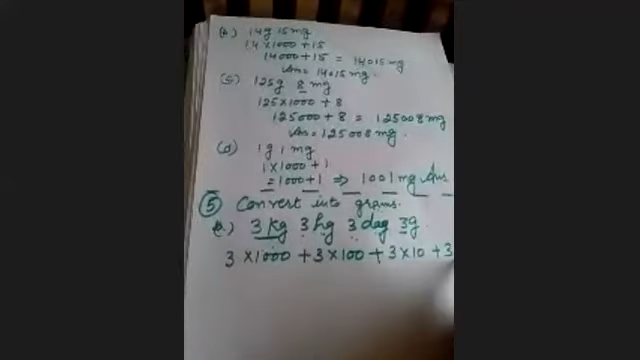 (b) 14g 15mg
14 x 1000 + 15
14000 + 15 = 14015 mg
Ans = 14015 mg.
(c) 125g 8 mg
125 x 1000 + 8
125000 + 8 = 125008 mg
Ans = 125008 mg.
(d) 1g 1 mg
1 x 1000 + 1
= 1000 + 1 ⇒ 1001 mg Ans
5 Convert into grams.
3 kg 3 hg 3 dag 3g
3 x 1000 + 3 x 100 + 3 x 10 + 3